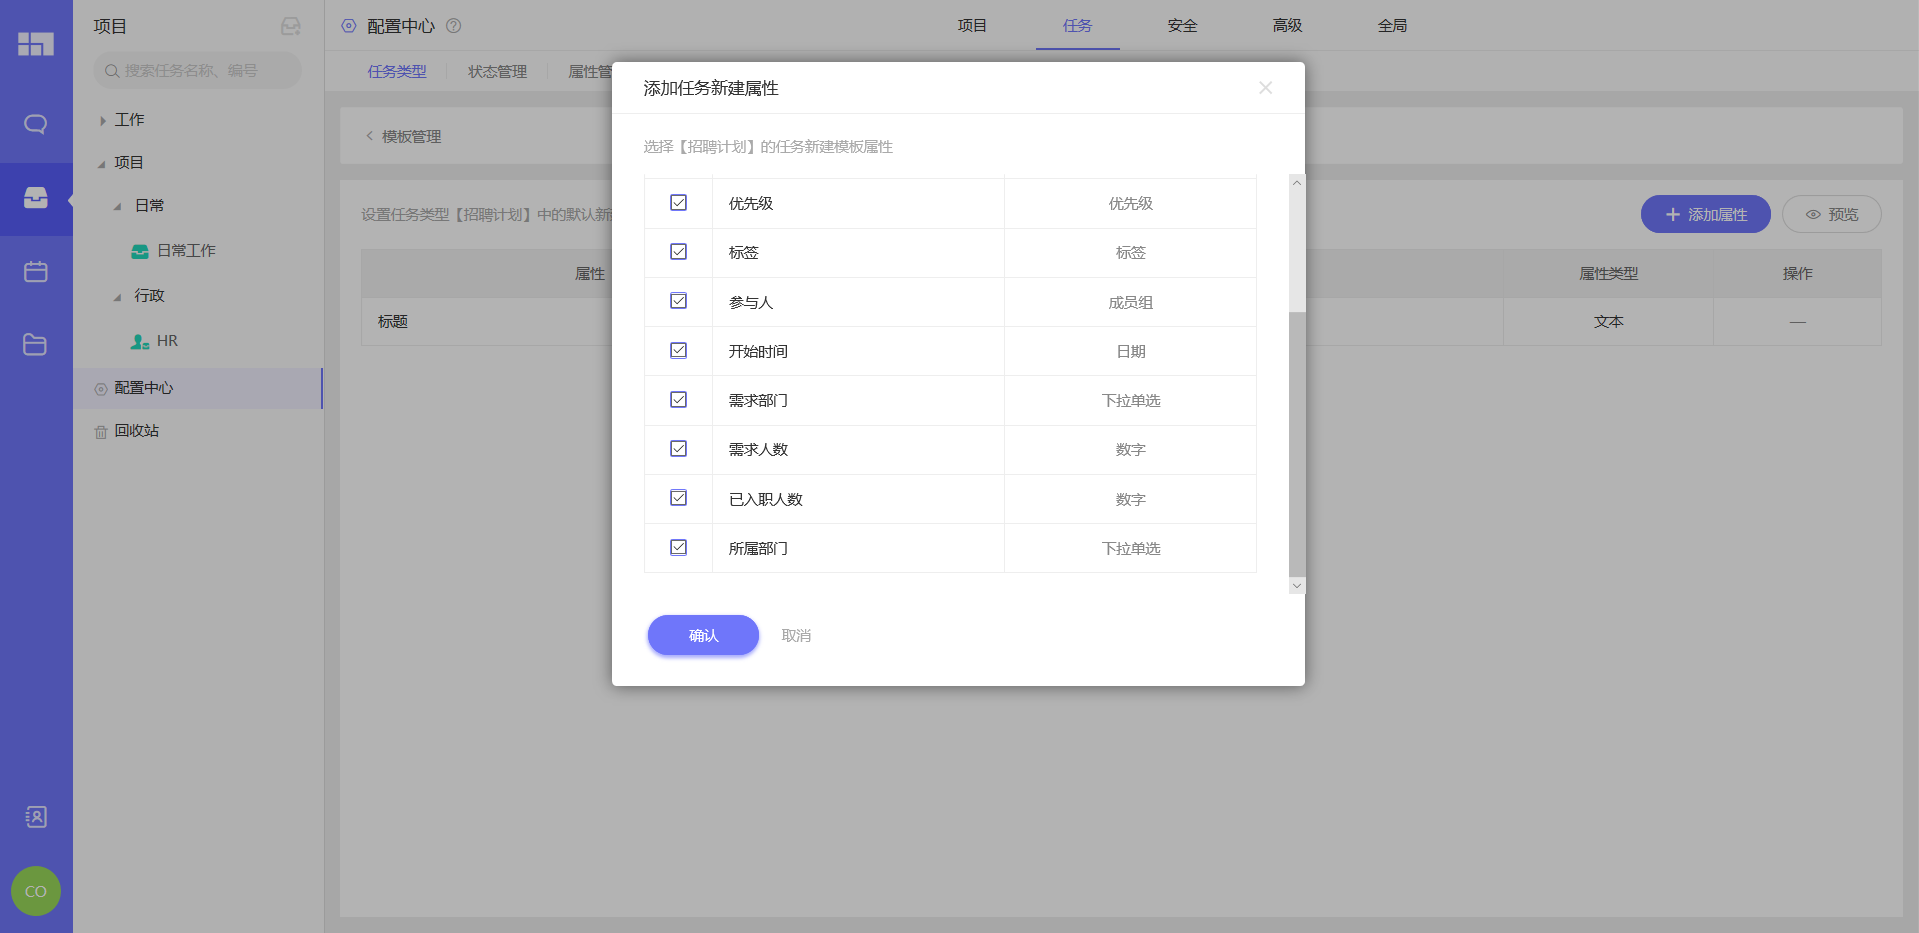 项目
搜索任务名称、编号
工作
项目
日常
日常工作
行政
HR
配置中心
回收站
CO
配置中心
项目 任务 安全 高级 全局
任务类型 状态管理 属性管
模板管理
设置任务类型【招聘计划】中的默认新
添加属性 预览
属性 属性类型 操作
标题 文本 —
添加任务新建属性
选择【招聘计划】的任务新建模板属性
优先级 优先级
标签 标签
参与人 成员组
开始时间 日期
需求部门 下拉单选
需求人数 数字
已入职人数 数字
所属部门 下拉单选
确认 取消